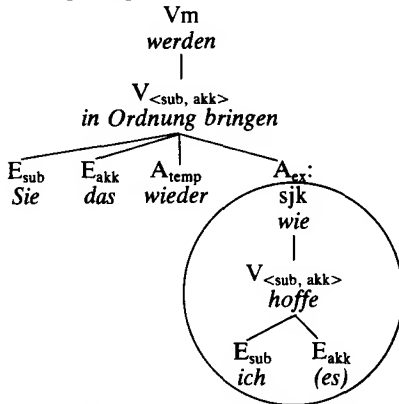 Vm
werden
V<sub, akk>
in Ordnung bringen
Esub Eakk Atemp Aex:
Sie das wieder sjk
wie
V<sub, akk>
hoffe
Esub Eakk
ich (es)